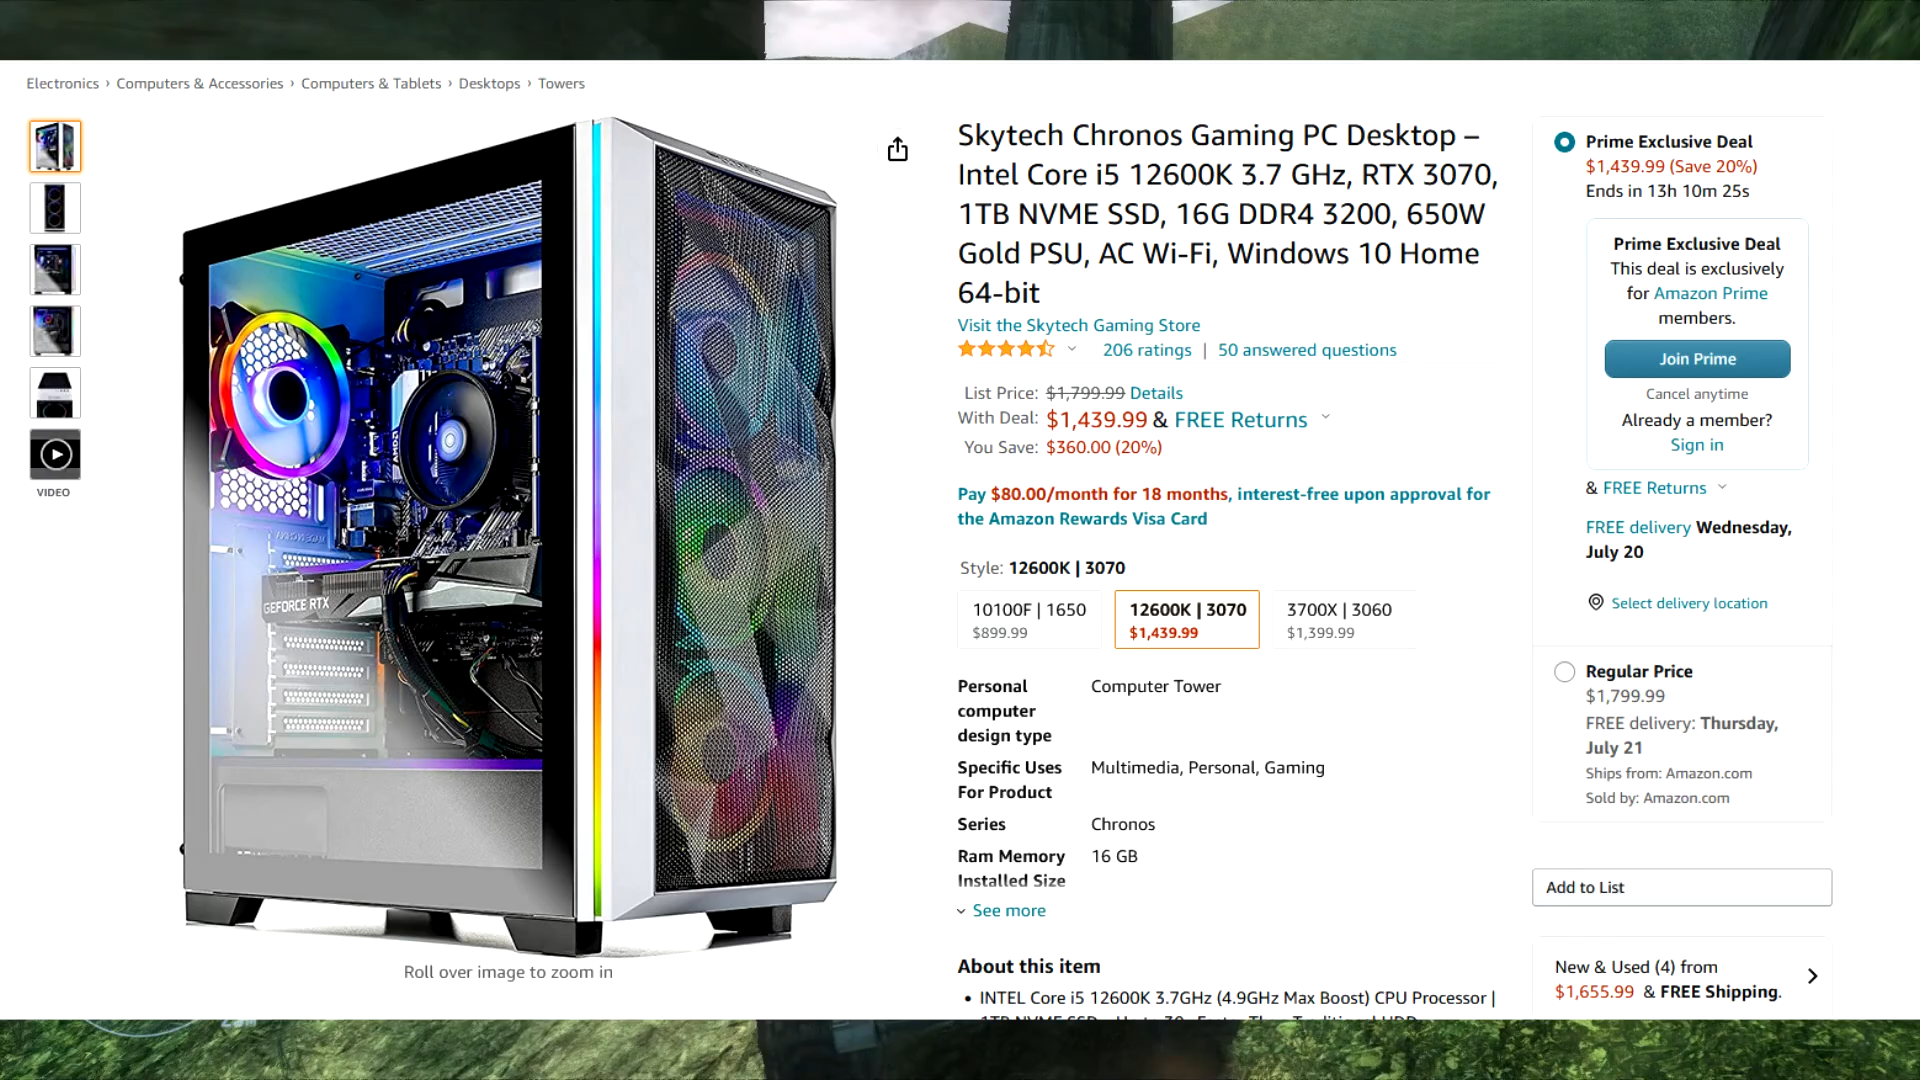 Electronics › Computers & Accessories › Computers & Tablets › Desktops › Towers
VIDEO
GEFORCE RTX
Roll over image to zoom in
Skytech Chronos Gaming PC Desktop –
Intel Core i5 12600K 3.7 GHz, RTX 3070,
1TB NVME SSD, 16G DDR4 3200, 650W
Gold PSU, AC Wi-Fi, Windows 10 Home
64-bit
Visit the Skytech Gaming Store
206 ratings | 50 answered questions
List Price: $1,799.99 Details
With Deal: $1,439.99 & FREE Returns
You Save: $360.00 (20%)
Pay $80.00/month for 18 months, interest-free upon approval for
the Amazon Rewards Visa Card
Style: 12600K | 3070
10100F | 1650
$899.99
12600K | 3070
$1,439.99
3700X | 3060
$1,399.99
Personal
computer
design type
Computer Tower
Specific Uses
For Product
Multimedia, Personal, Gaming
Series
Chronos
Ram Memory
Installed Size
16 GB
See more
About this item
• INTEL Core i5 12600K 3.7GHz (4.9GHz Max Boost) CPU Processor |
Prime Exclusive Deal
$1,439.99 (Save 20%)
Ends in 13h 10m 25s
Prime Exclusive Deal
This deal is exclusively
for Amazon Prime
members.
Join Prime
Cancel anytime
Already a member?
Sign in
& FREE Returns
FREE delivery Wednesday,
July 20
Select delivery location
Regular Price
$1,799.99
FREE delivery: Thursday,
July 21
Ships from: Amazon.com
Sold by: Amazon.com
Add to List
New & Used (4) from
$1,655.99 & FREE Shipping.